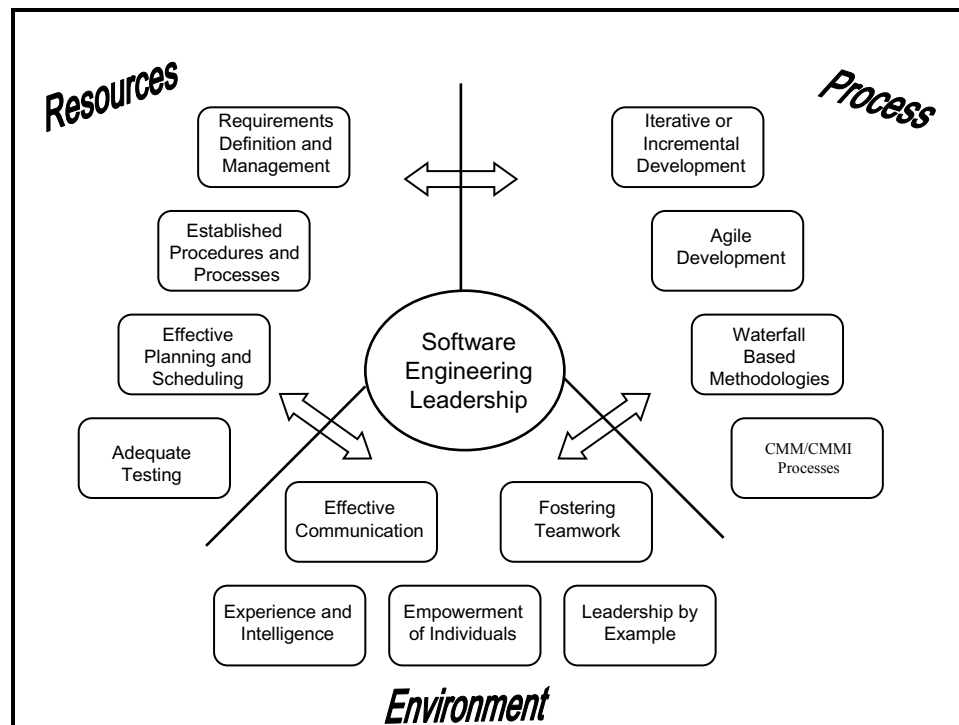 Resources
Process
Requirements
Definition and
Management
Iterative or
Incremental
Development
Established
Procedures and
Processes
Agile
Development
Effective
Planning and
Scheduling
Software
Engineering
Leadership
Waterfall
Based
Methodologies
Adequate
Testing
CMM/CMMI
Processes
Effective
Communication
Fostering
Teamwork
Experience and
Intelligence
Empowerment
of Individuals
Leadership by
Example
Environment